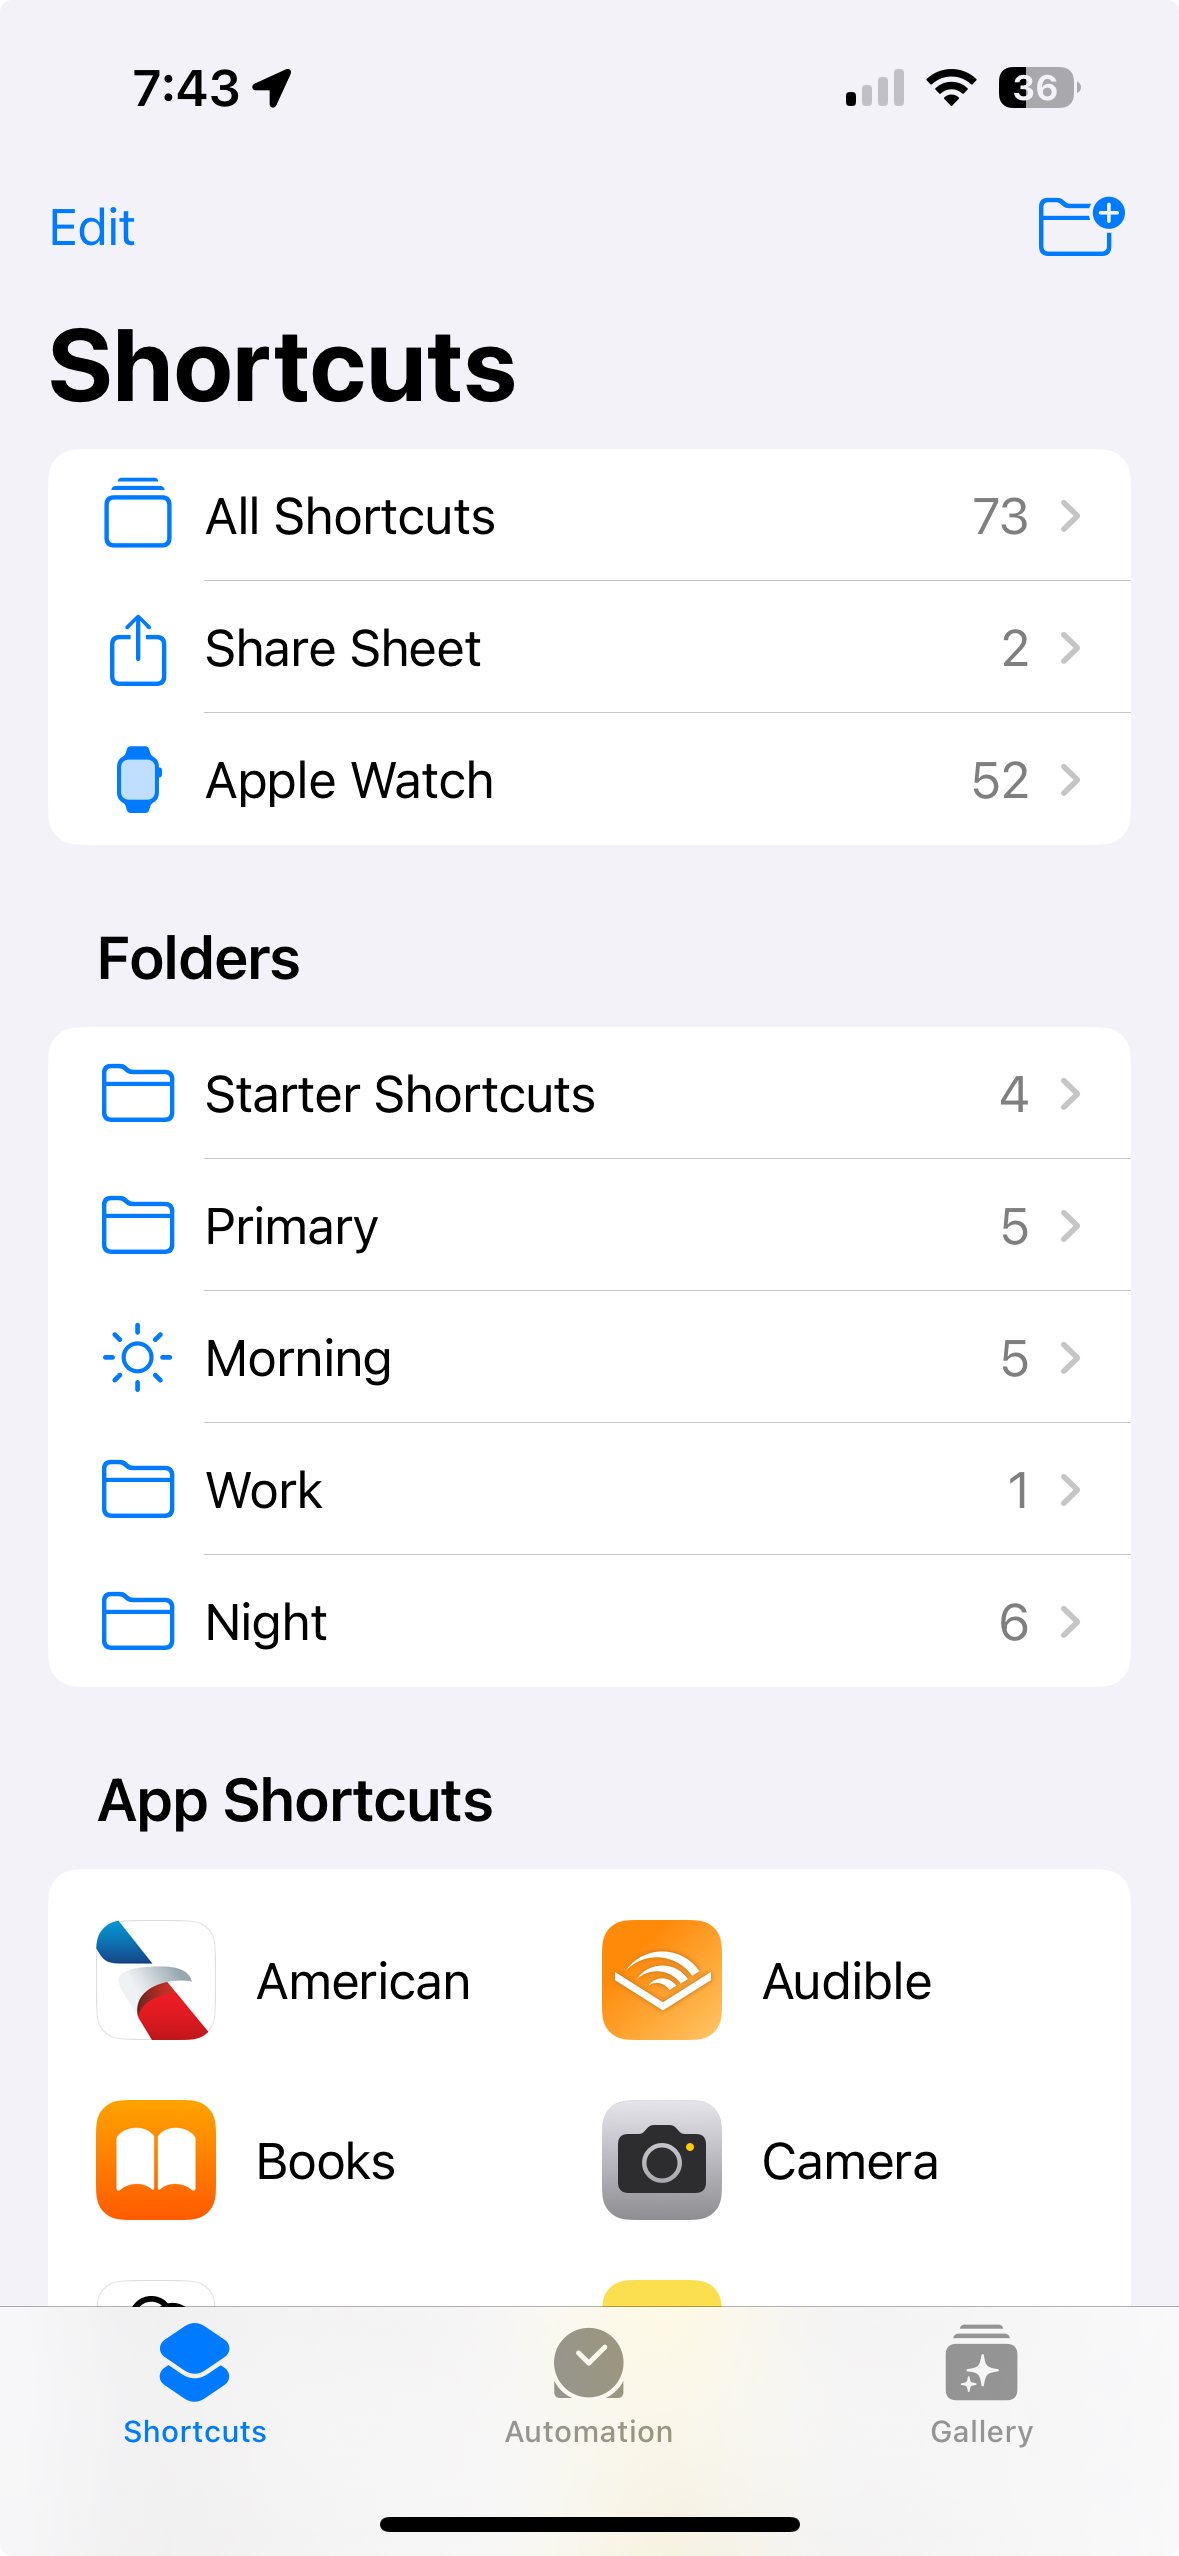 7:43
36
Edit
Shortcuts
All Shortcuts 73
Share Sheet 2
Apple Watch 52
Folders
Starter Shortcuts 4
Primary 5
Morning 5
Work 1
Night 6
App Shortcuts
American Audible
Books Camera
Shortcuts Automation Gallery